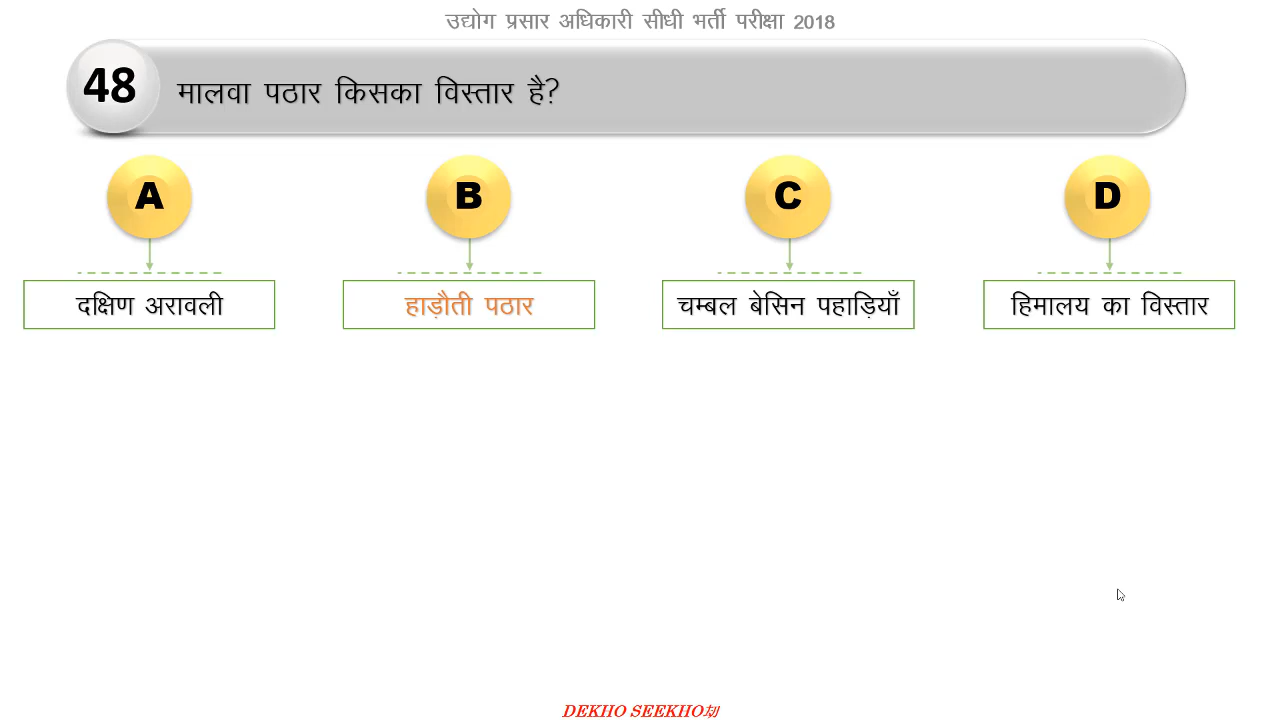 उद्योग प्रसार अधिकारी सीधी भर्ती परीक्षा 2018
48 मालवा पठार किसका विस्तार है?
A B C D
दक्षिण अरावली हाड़ौती पठार चम्बल बेसिन पहाड़ियाँ हिमालय का विस्तार
DEKHO SEEKHO